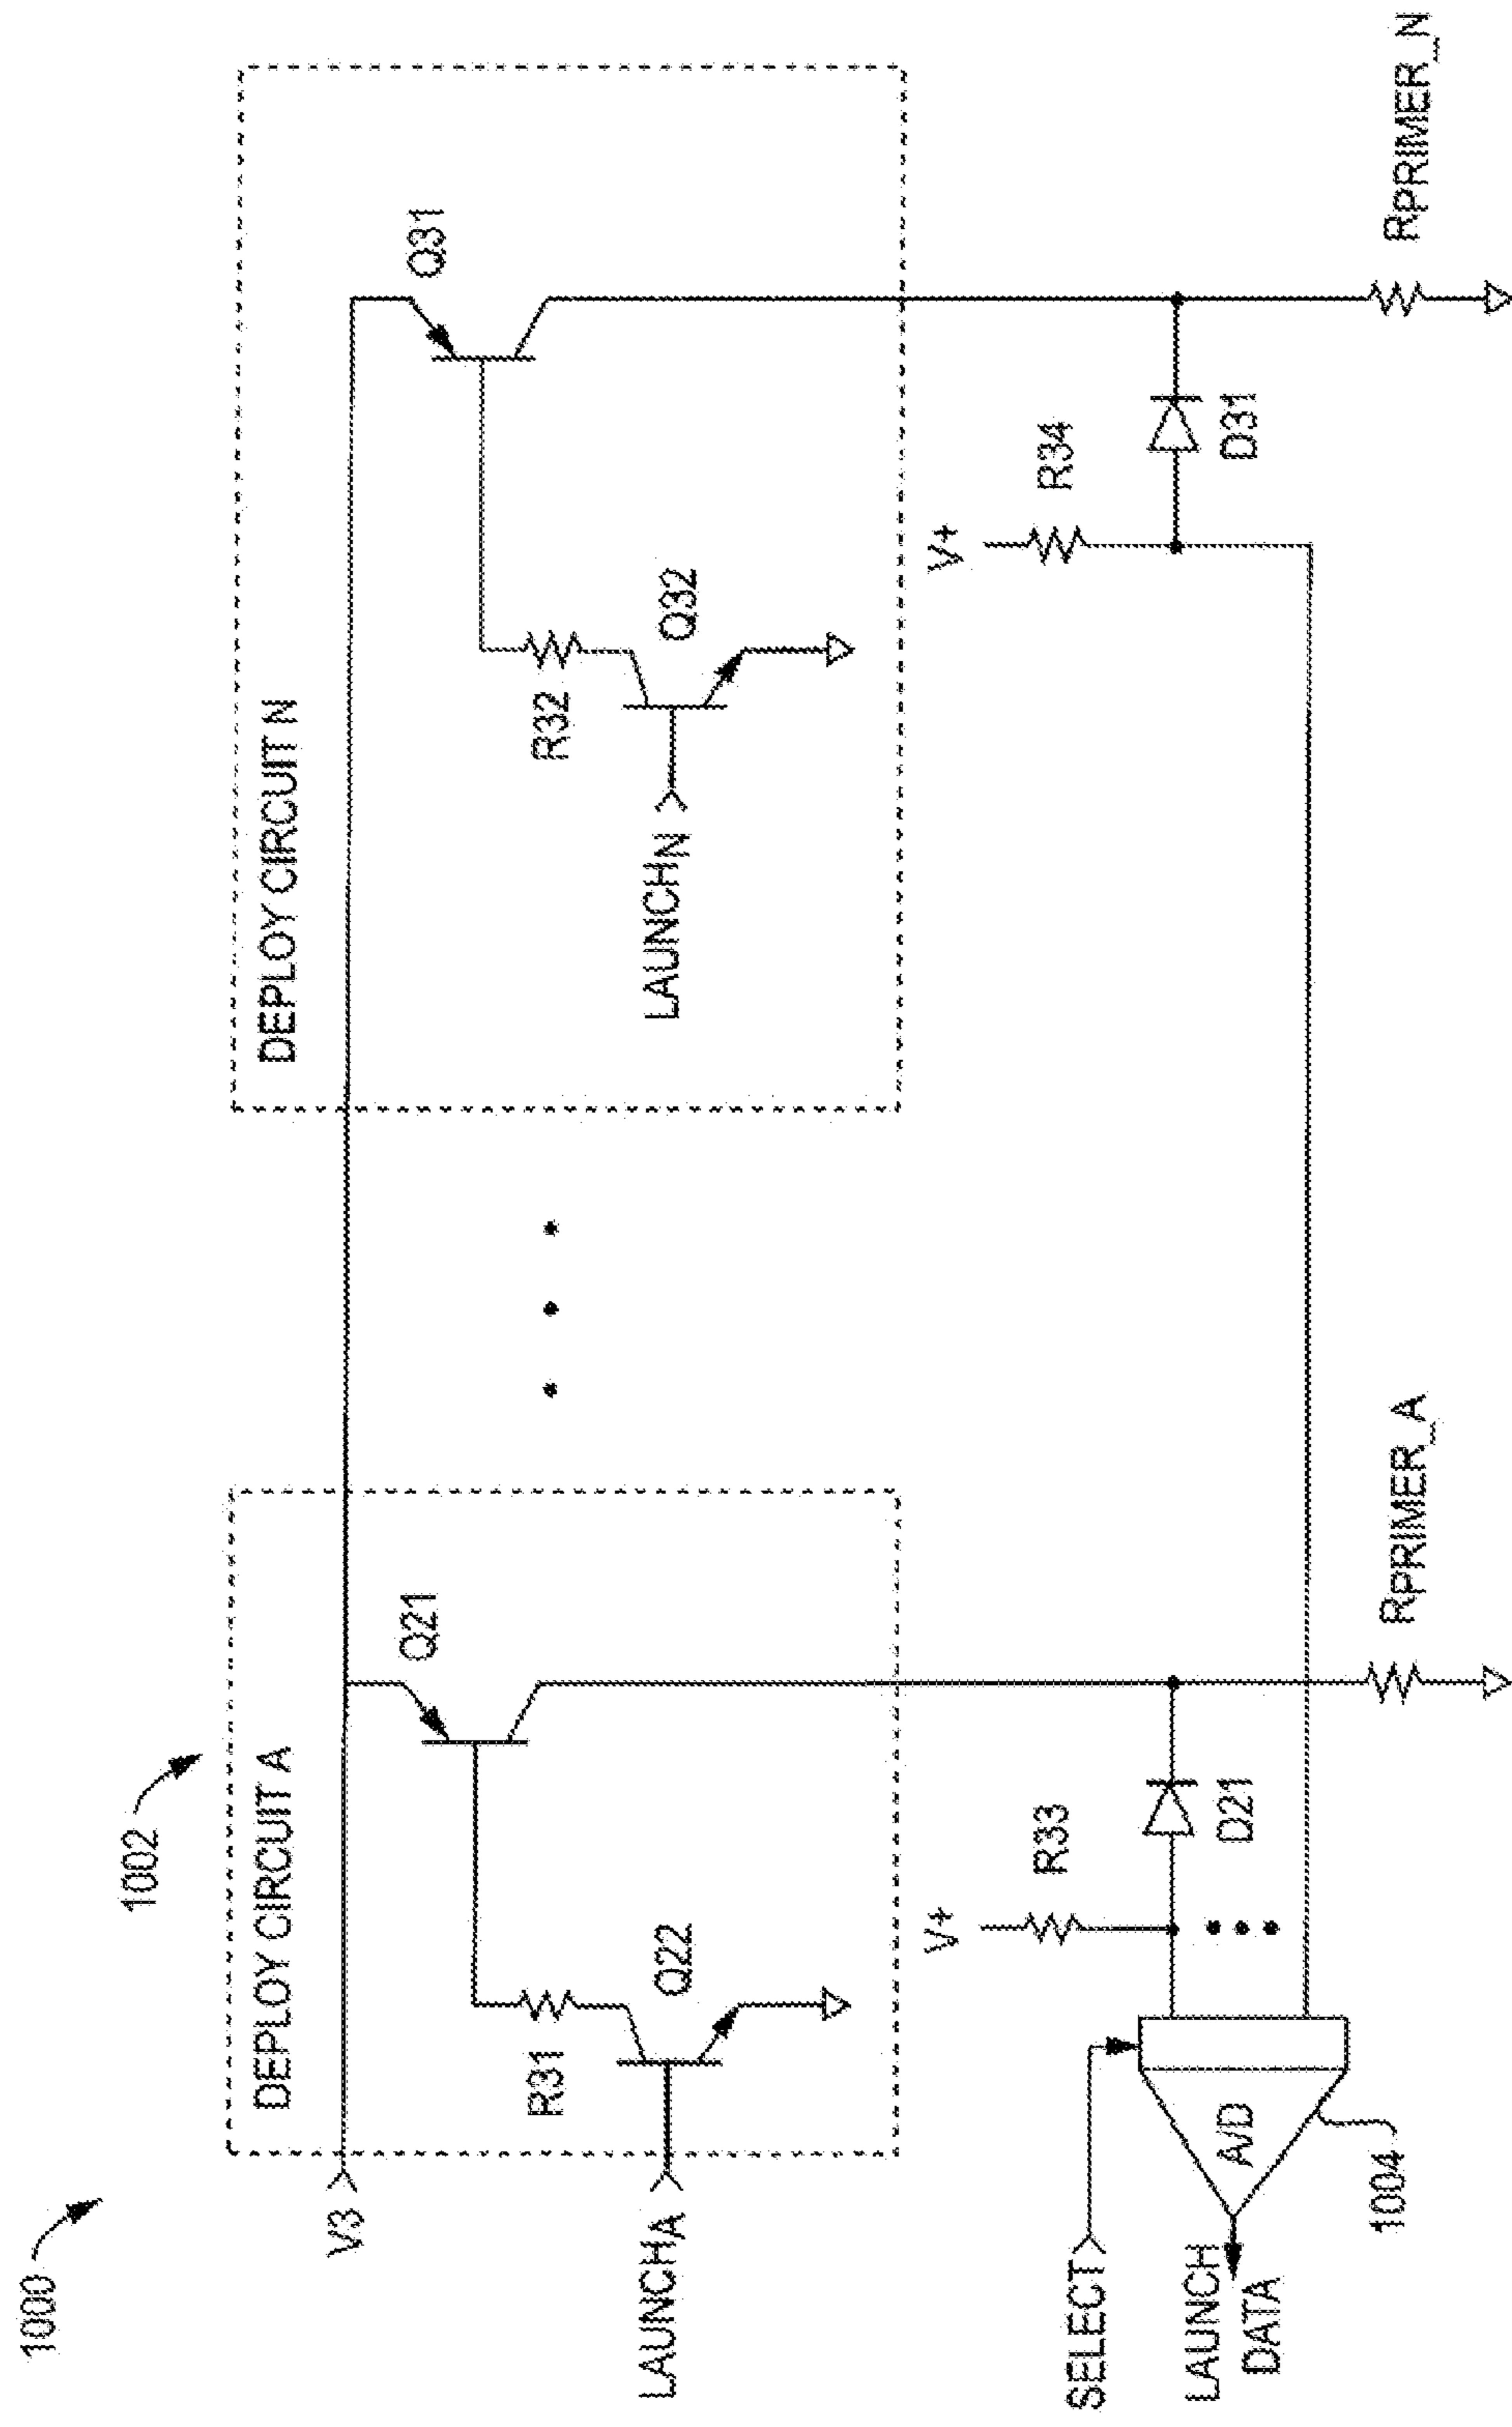 1000
1002
DEPLOY CIRCUIT A
DEPLOY CIRCUIT N
V3
Q21
Q31
R31
Q22
LAUNCHA
R32
Q32
LAUNCHN
V+
R33
V+
R34
SELECT
D21
D31
A/D
LAUNCH
DATA
1004
RPRIMER_A
RPRIMER_N